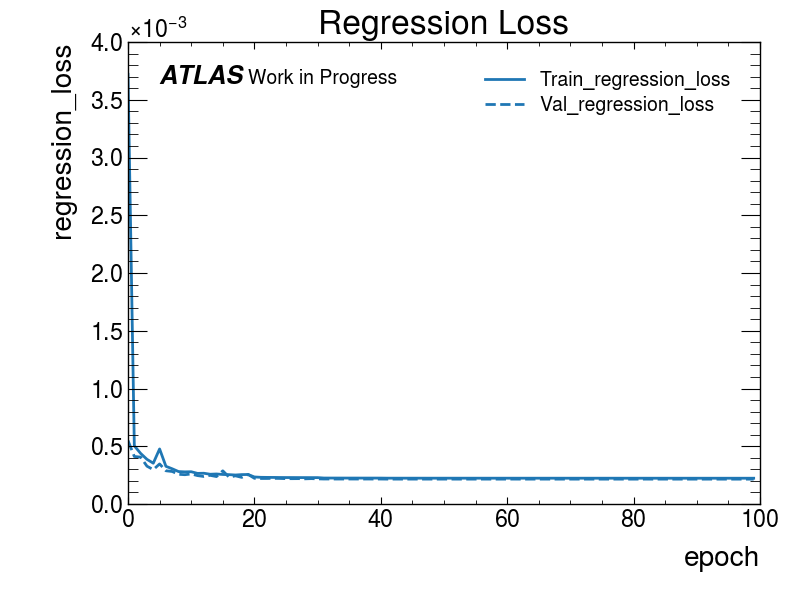 Regression Loss
×10⁻³
regression_loss
4.0
3.5
3.0
2.5
2.0
1.5
1.0
0.5
0.0
ATLAS Work in Progress
Train_regression_loss
Val_regression_loss
0 20 40 60 80 100
epoch